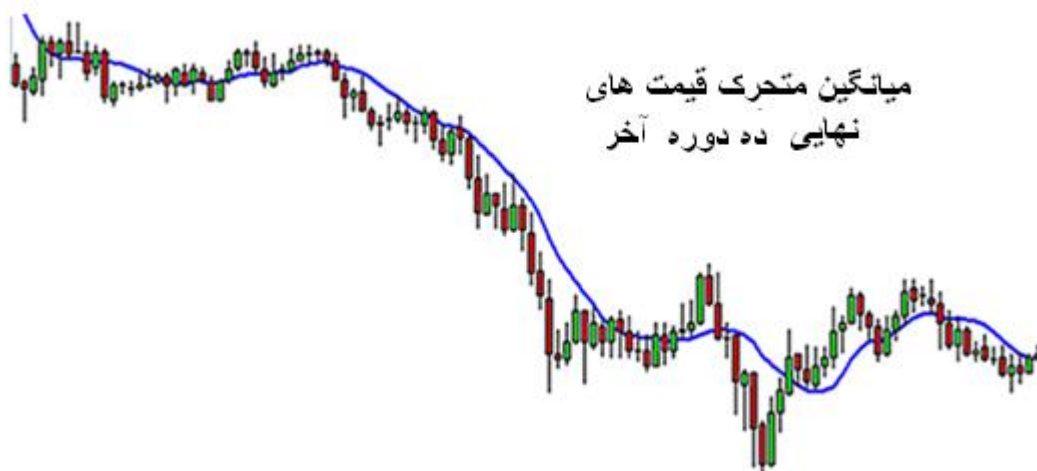 میانگین متحرک قیمت های
نهایی ده دوره آخر